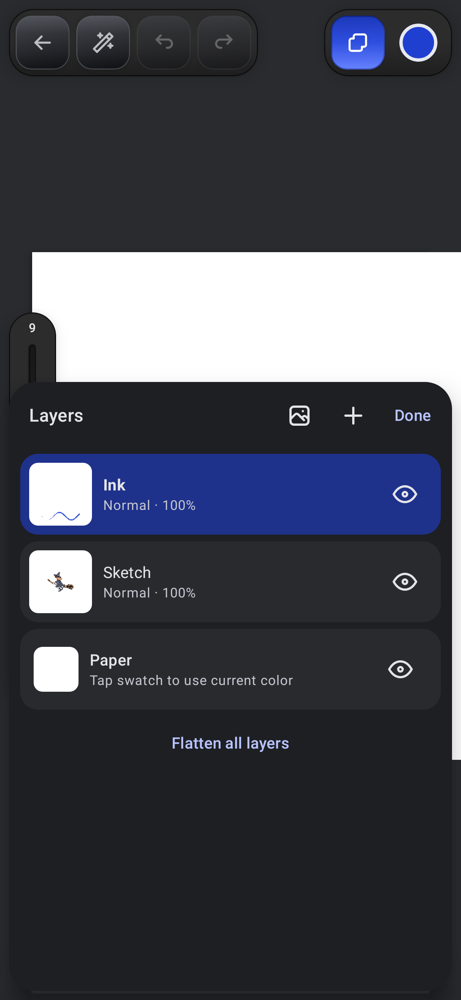 9
Layers
Done
Ink
Normal · 100%
Sketch
Normal · 100%
Paper
Tap swatch to use current color
Flatten all layers